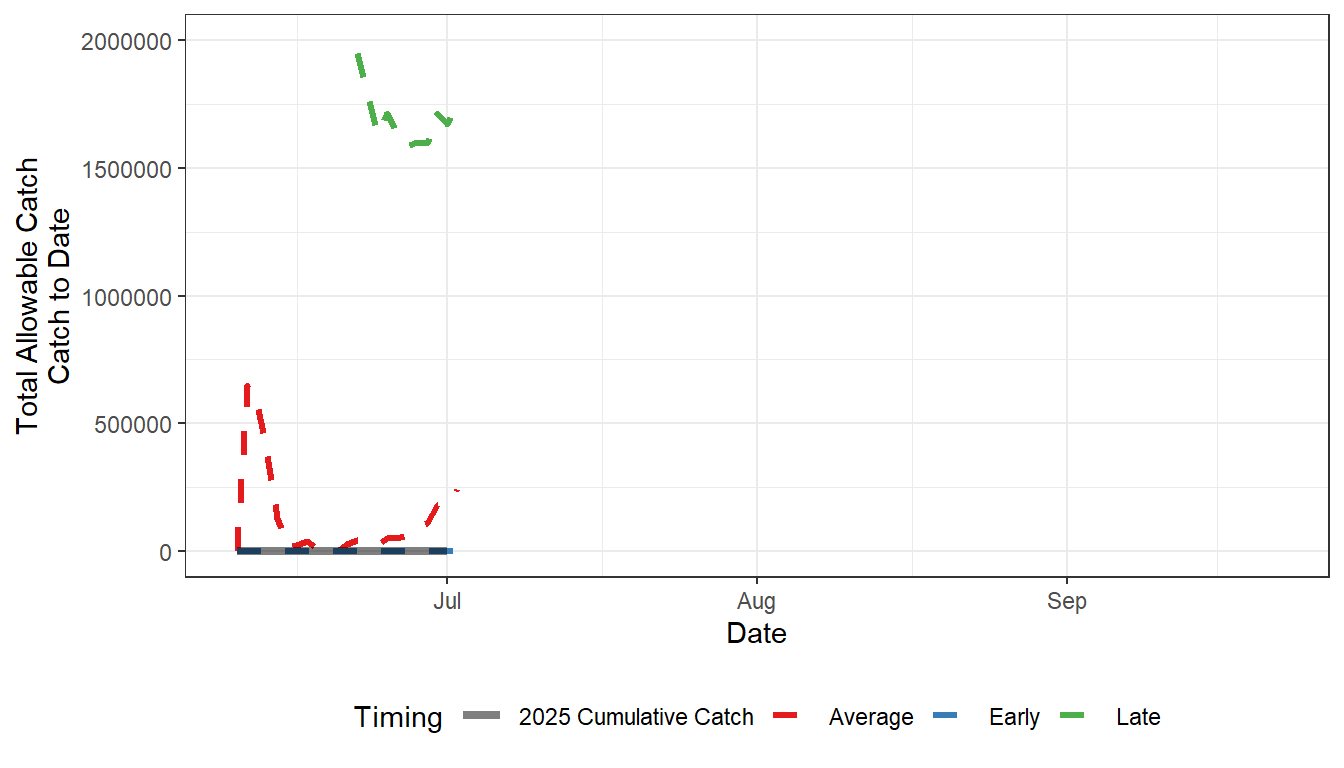 2000000
1500000
1000000
500000
0
Total Allowable Catch
Catch to Date
Jul
Aug
Sep
Date
Timing 2025 Cumulative Catch Average Early Late